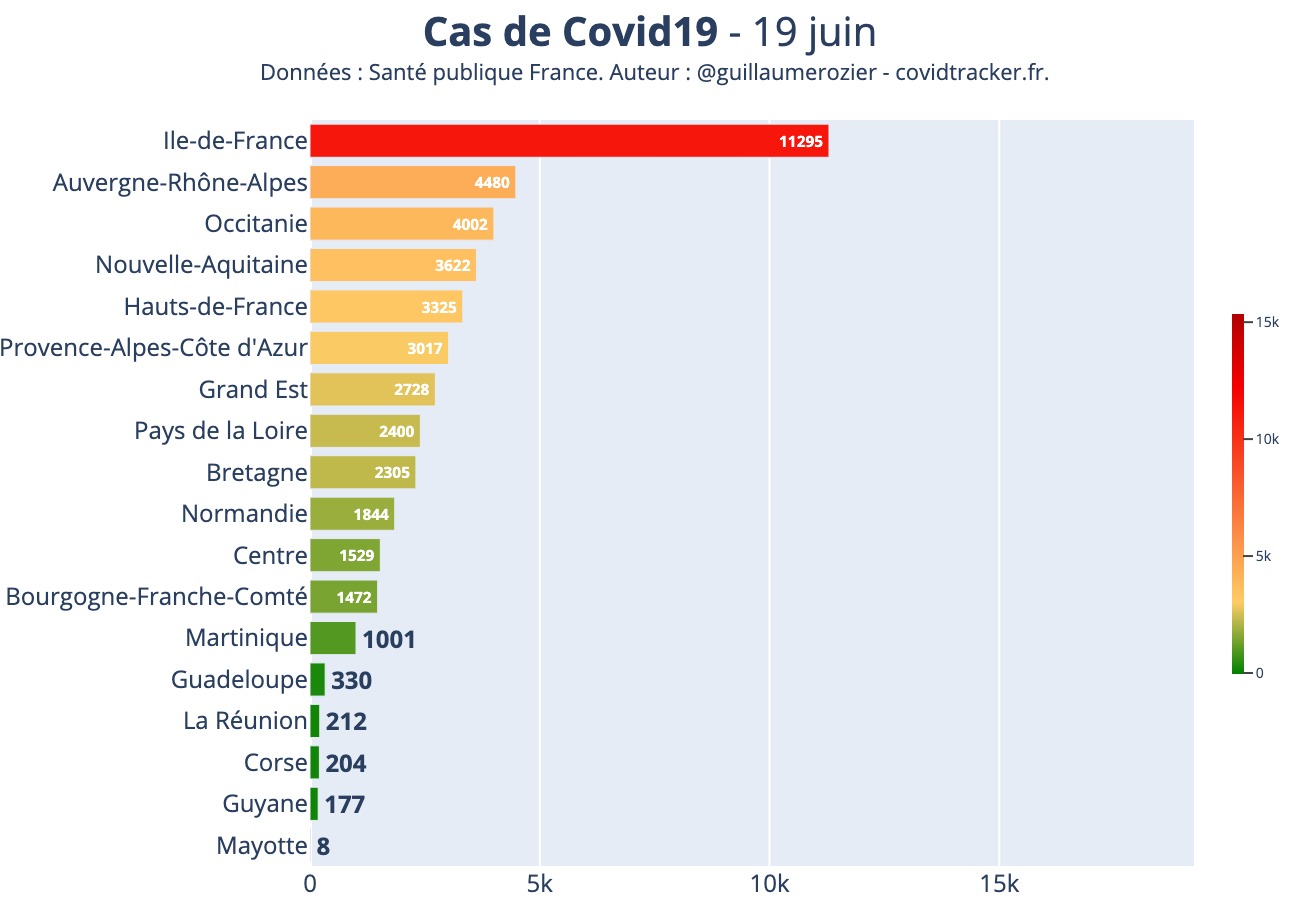 Cas de Covid19 - 19 juin
Données : Santé publique France. Auteur : @guillaumerozier - covidtracker.fr.
Ile-de-France 11295
Auvergne-Rhône-Alpes 4480
Occitanie 4002
Nouvelle-Aquitaine 3622
Hauts-de-France 3325
Provence-Alpes-Côte d'Azur 3017
Grand Est 2728
Pays de la Loire 2400
Bretagne 2305
Normandie 1844
Centre 1529
Bourgogne-Franche-Comté 1472
Martinique 1001
Guadeloupe 330
La Réunion 212
Corse 204
Guyane 177
Mayotte 8
0 5k 10k 15k
15k
10k
5k
0